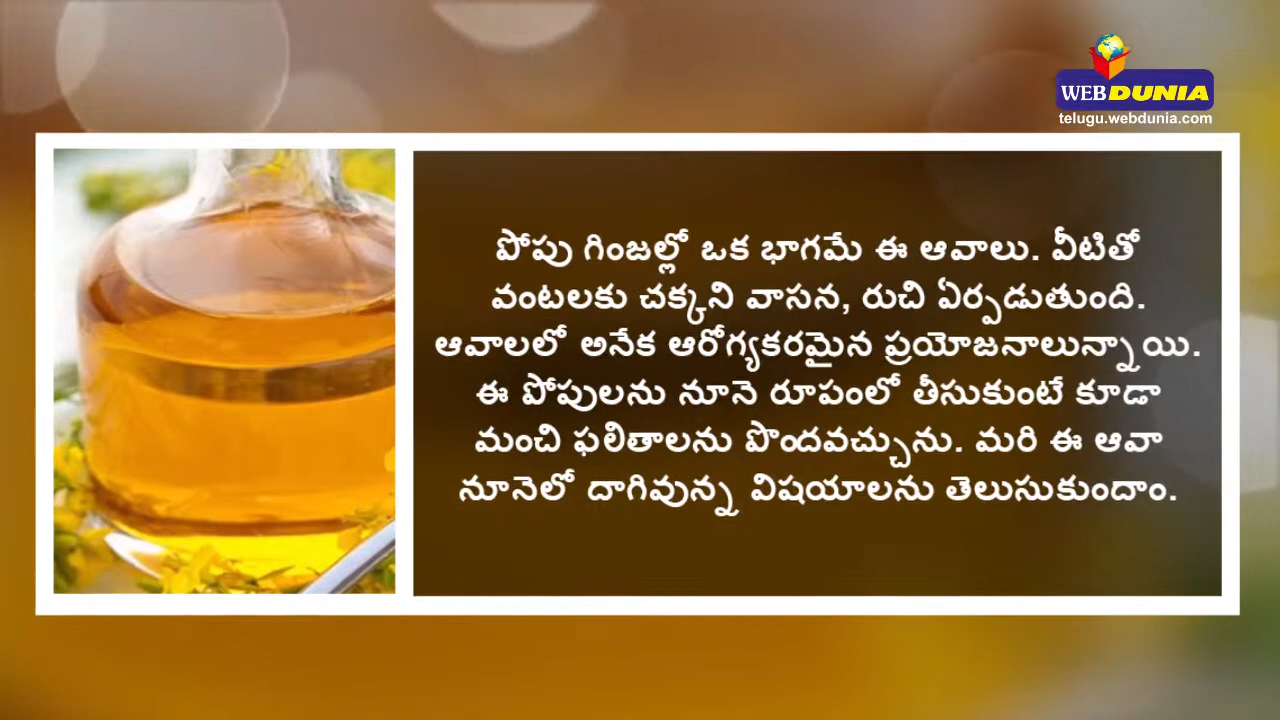 WEBDUNIA
telugu.webdunia.com
పోపు గింజల్లో ఒక భాగమే ఈ ఆవాలు. వీటితో
వంటలకు చక్కని వాసన, రుచి ఏర్పడుతుంది.
ఆవాలలో అనేక ఆరోగ్యకరమైన ప్రయోజనాలున్నాయి.
ఈ పోపులను నూనె రూపంలో తీసుకుంటే కూడా
మంచి ఫలితాలను పొందవచ్చును. మరి ఈ ఆవా
నూనెలో దాగివున్న విషయాలను తెలుసుకుందాం.